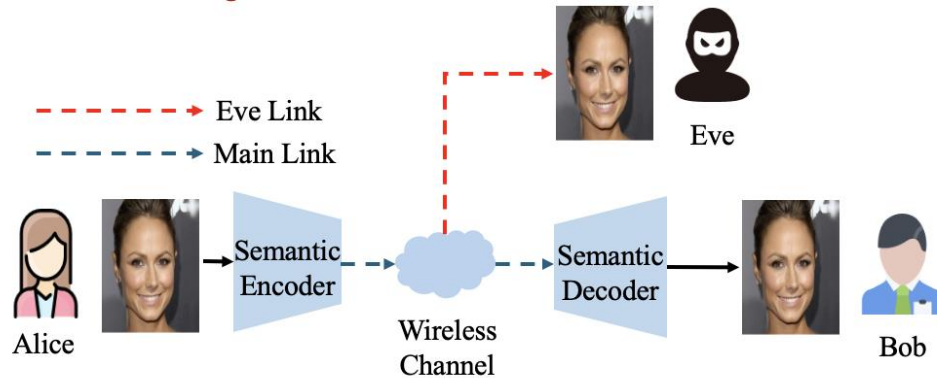 Eve Link
Main Link
Eve
Semantic
Encoder
Semantic
Decoder
Wireless
Channel
Alice
Bob